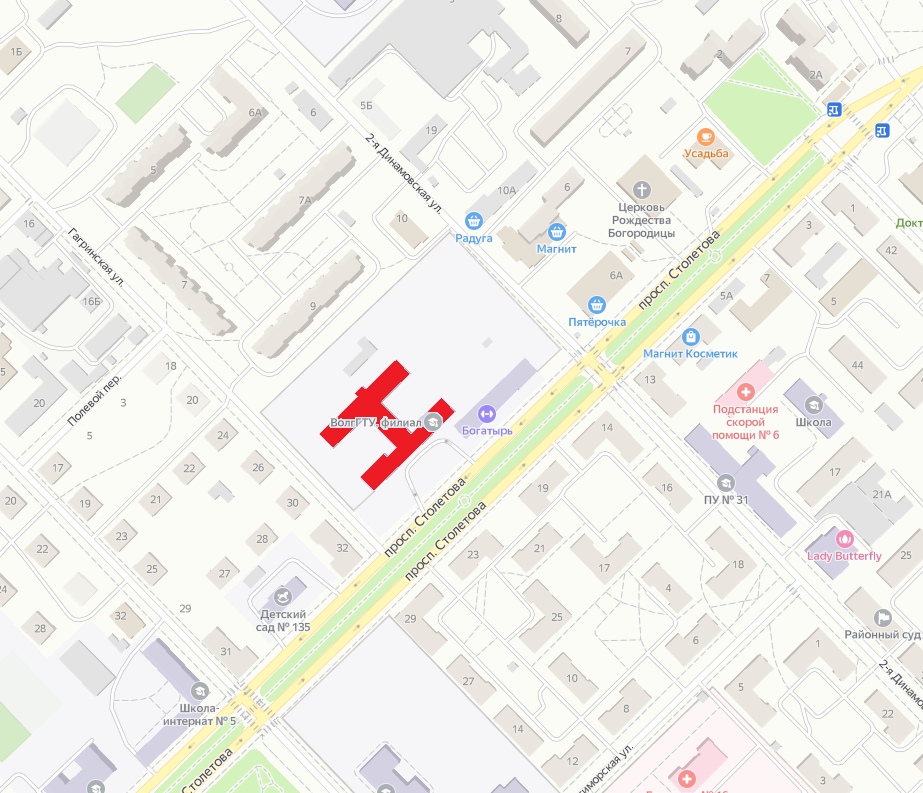 8
7
1Б
2
2А
5Б
6А
6
19
2-я Динамовская ул.
Усадьба
5
7А
10А
6
Церковь
Рождества
Богородицы
1
3
Докт
16
10
Радуга
Магнит
Гагринская ул.
просп. Столетова
42
7
16Б
9
6А
Пятёрочка
5А
7
5
Магнит Косметик
18
44
13
Полевой пер.
20
3
20
Подстанция
скорой
помощи № 6
Школа
ВолгГТУ, филиал
Богатырь
5
14
17
22
26
17
19
24
ПУ № 31
16
19
21А
20
23
30
просп. Столетова
просп. Столетова
28
32
21
23
Lady Butterfly
25
22
25
27
17
18
4
24
Детский
сад № 135
29
32
28
29
25
6
Районный суд
31
1
27
10
5
2-я Динамо
Школа-
интернат № 5
8
22
14
12
3
Столетова
тиморская ул.